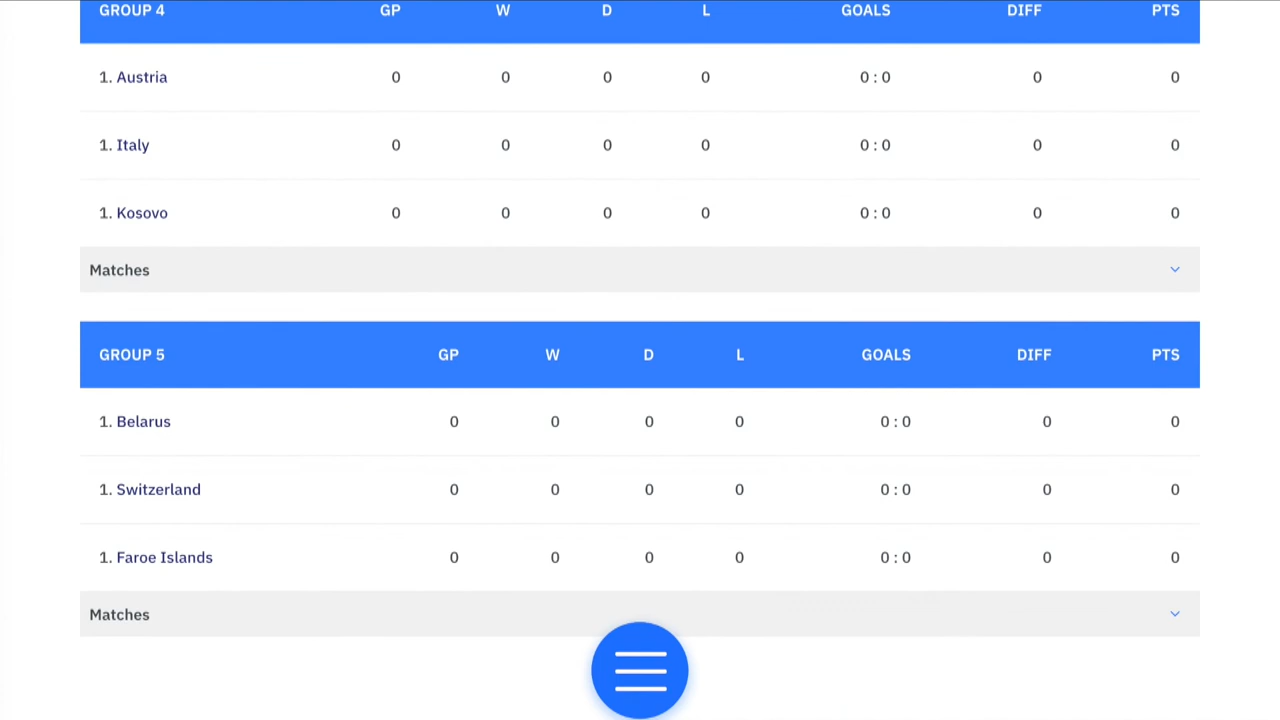 GROUP 4 GP W D L GOALS DIFF PTS
1. Austria 0 0 0 0 0 : 0 0 0
1. Italy 0 0 0 0 0 : 0 0 0
1. Kosovo 0 0 0 0 0 : 0 0 0
Matches
GROUP 5 GP W D L GOALS DIFF PTS
1. Belarus 0 0 0 0 0 : 0 0 0
1. Switzerland 0 0 0 0 0 : 0 0 0
1. Faroe Islands 0 0 0 0 0 : 0 0 0
Matches